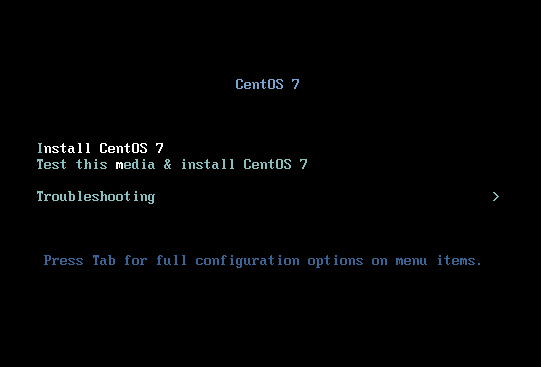 CentOS 7
Install CentOS 7
Test this media & install CentOS 7
Troubleshooting >
Press Tab for full configuration options on menu items.